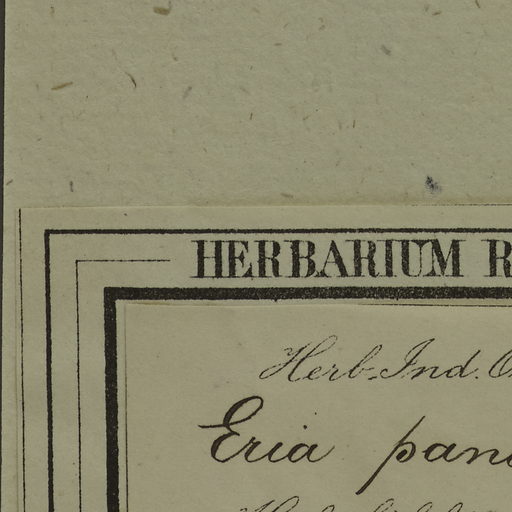 HERBARIUM R
Herb. Ind. O
Eria pan